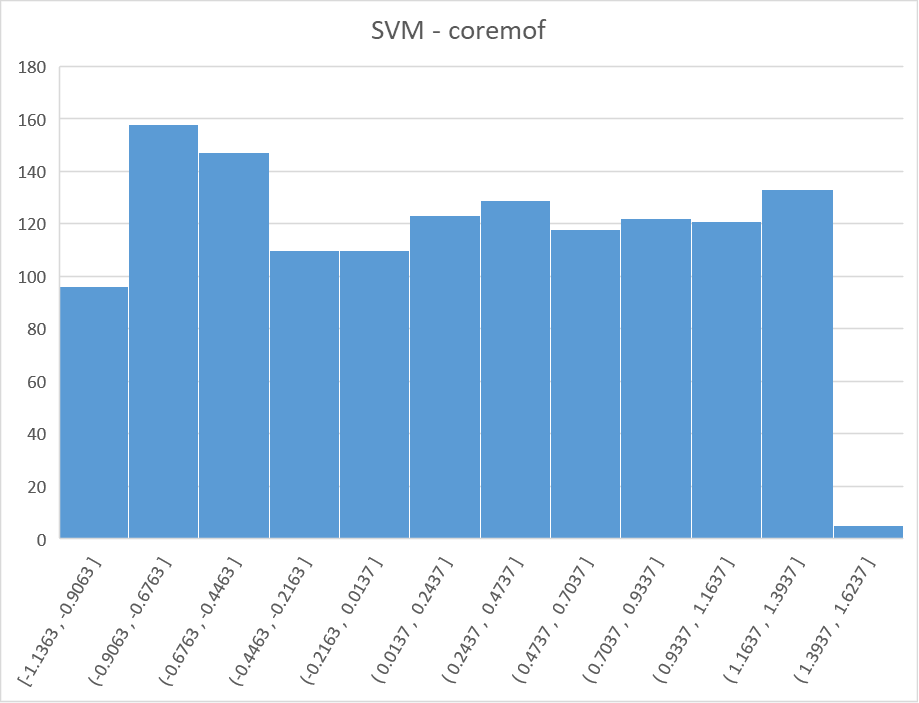 SVM - coremof
180
160
140
120
100
80
60
40
20
0
[-1.1363 , -0.9063 ]
(-0.9063 , -0.6763 ]
(-0.6763 , -0.4463 ]
(-0.4463 , -0.2163 ]
(-0.2163 , 0.0137 ]
( 0.0137 , 0.2437 ]
( 0.2437 , 0.4737 ]
( 0.4737 , 0.7037 ]
( 0.7037 , 0.9337 ]
( 0.9337 , 1.1637 ]
( 1.1637 , 1.3937 ]
( 1.3937 , 1.6237 ]